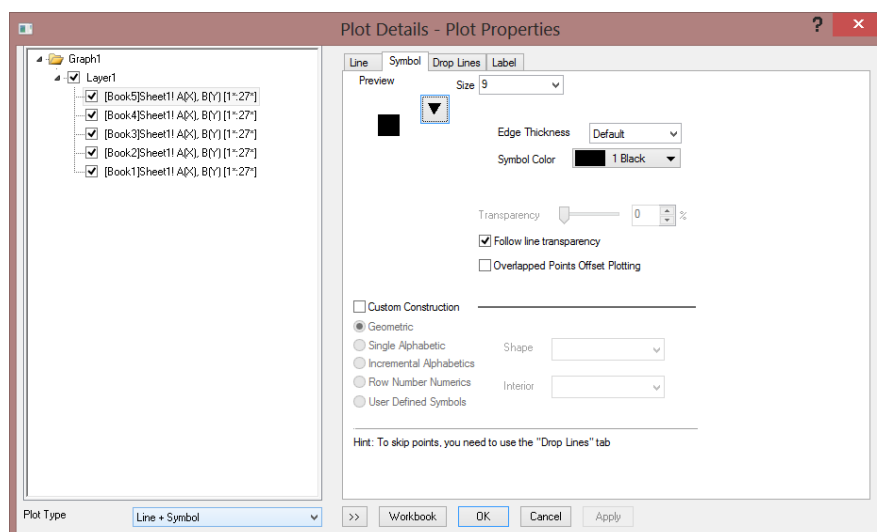 Plot Details - Plot Properties
?
×
Graph1
Layer1
[Book5]Sheet1! A(X), B(Y) [1*:27*]
[Book4]Sheet1! A(X), B(Y) [1*:27*]
[Book3]Sheet1! A(X), B(Y) [1*:27*]
[Book2]Sheet1! A(X), B(Y) [1*:27*]
[Book1]Sheet1! A(X), B(Y) [1*:27*]
Plot Type Line + Symbol
Line Symbol Drop Lines Label
Preview Size 9
Edge Thickness Default
Symbol Color 1 Black
Transparency 0 %
Follow line transparency
Overlapped Points Offset Plotting
Custom Construction
Geometric
Single Alphabetic Shape
Incremental Alphabetics
Row Number Numerics Interior
User Defined Symbols
Hint: To skip points, you need to use the "Drop Lines" tab
>> Workbook OK Cancel Apply